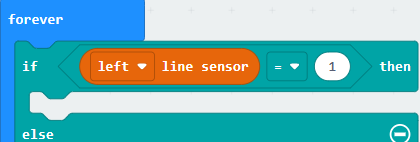 forever
if left line sensor = 1 then
else